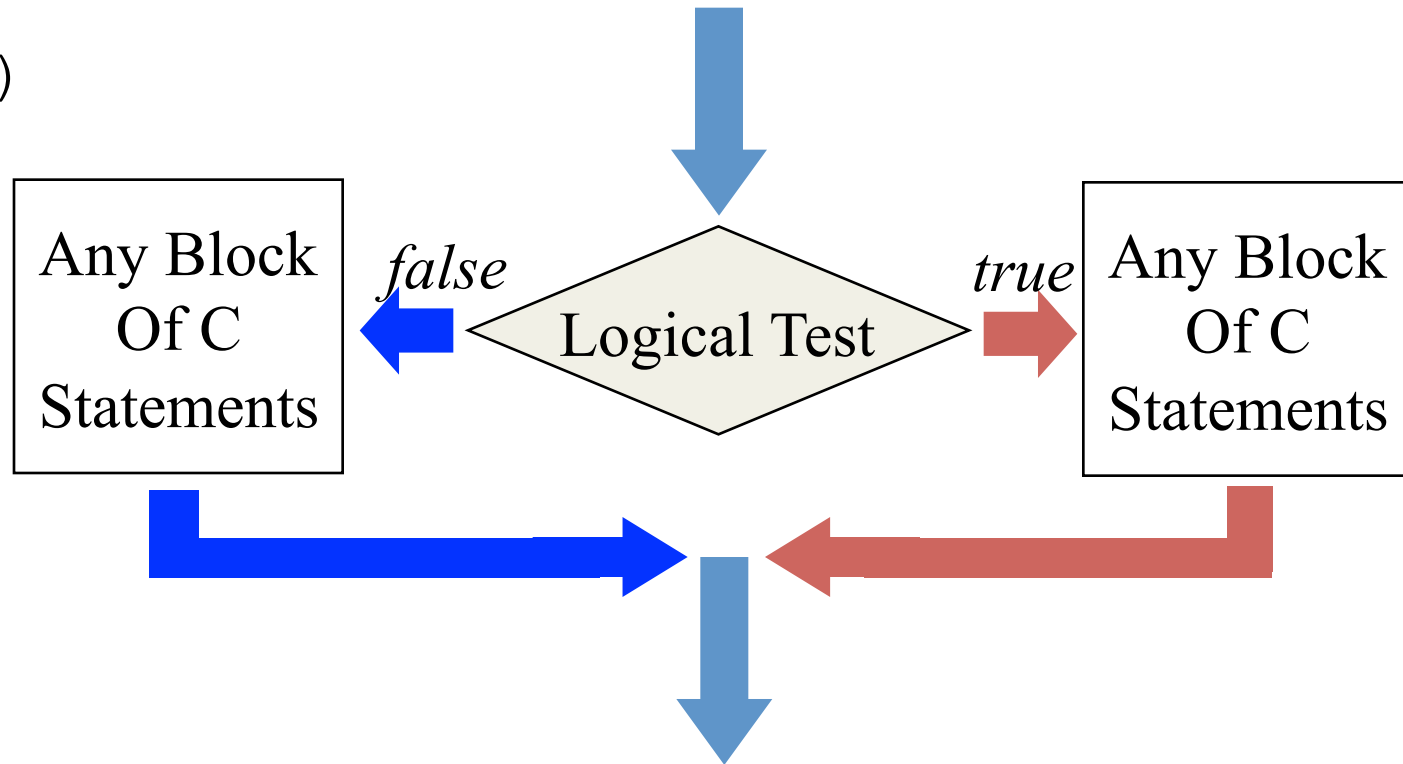 )
false
true
Any Block
Of C
Statements
Logical Test
Any Block
Of C
Statements